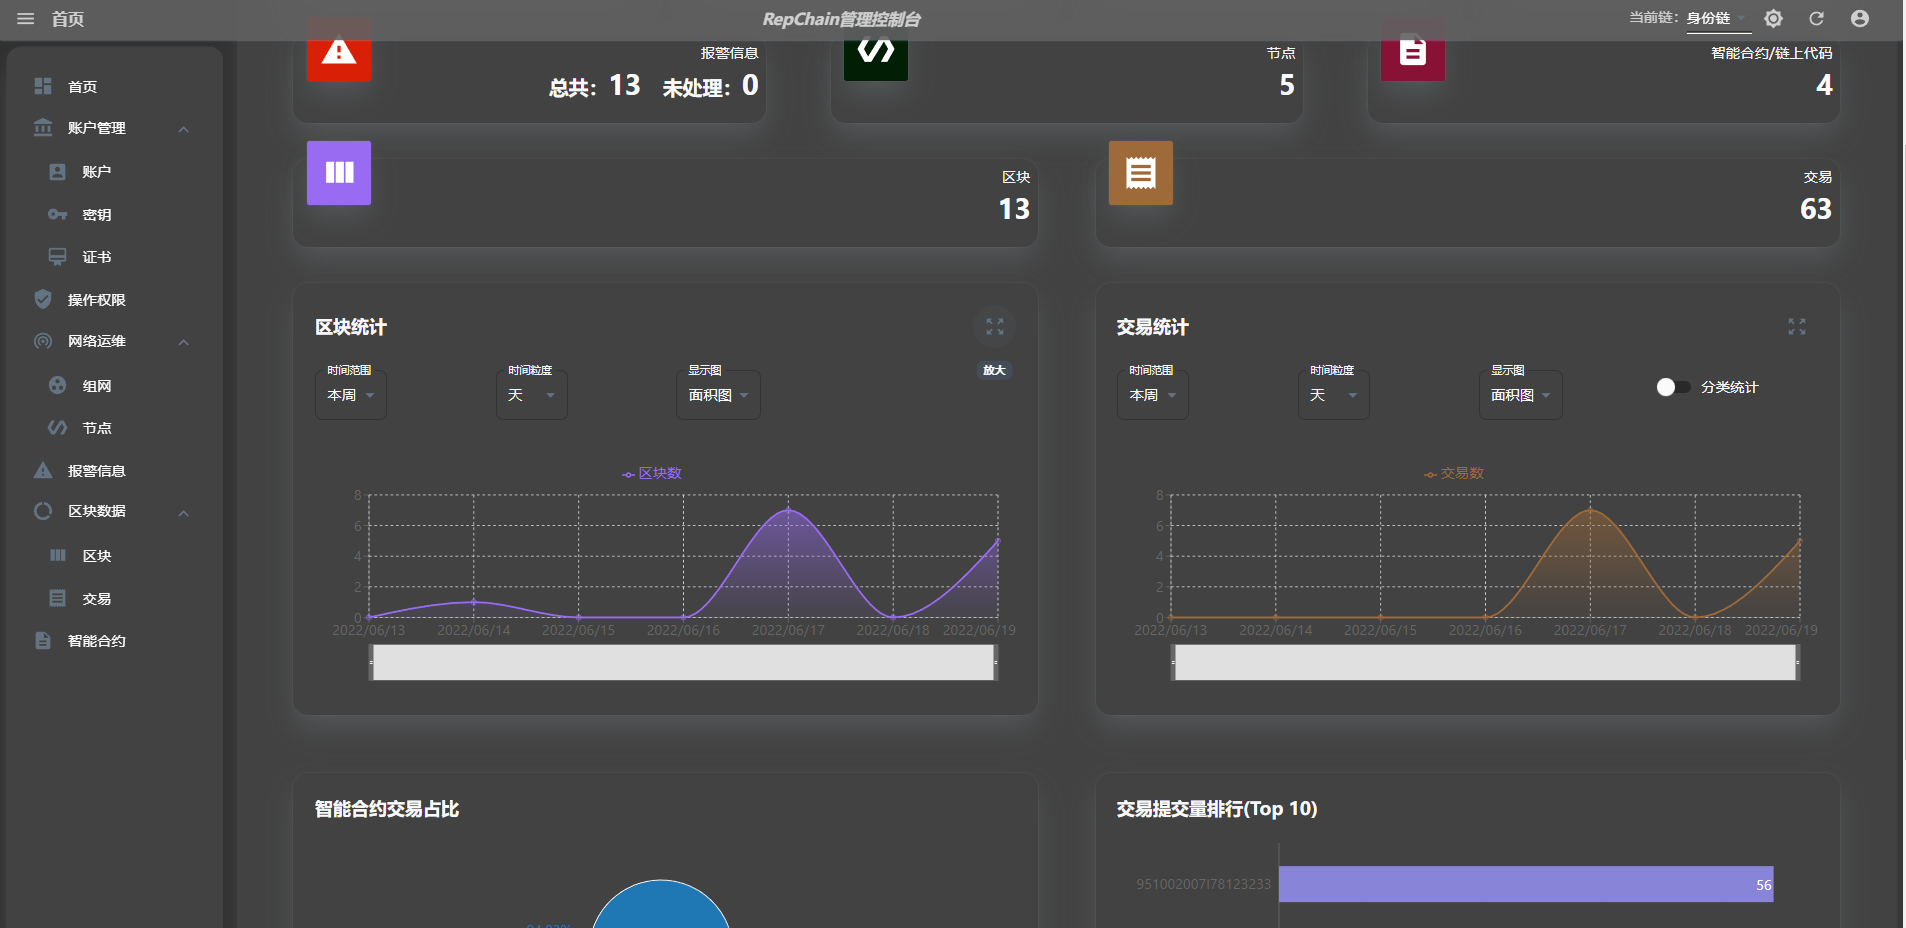 首页
RepChain管理控制台
当前链: 身份链
首页
账户管理
账户
密钥
证书
操作权限
网络运维
组网
节点
报警信息
区块数据
区块
交易
智能合约
报警信息
总共: 13 未处理: 0
节点
5
智能合约/链上代码
4
区块
13
交易
63
区块统计
放大
时间范围
本周
时间粒度
天
显示图
面积图
区块数
8
6
4
2
0
2022/06/13 2022/06/14 2022/06/15 2022/06/16 2022/06/17 2022/06/18 2022/06/19
交易统计
时间范围
本周
时间粒度
天
显示图
面积图
分类统计
交易数
8
6
4
2
0
2022/06/13 2022/06/14 2022/06/15 2022/06/16 2022/06/17 2022/06/18 2022/06/19
智能合约交易占比
交易提交量排行(Top 10)
951002007l78123233
56